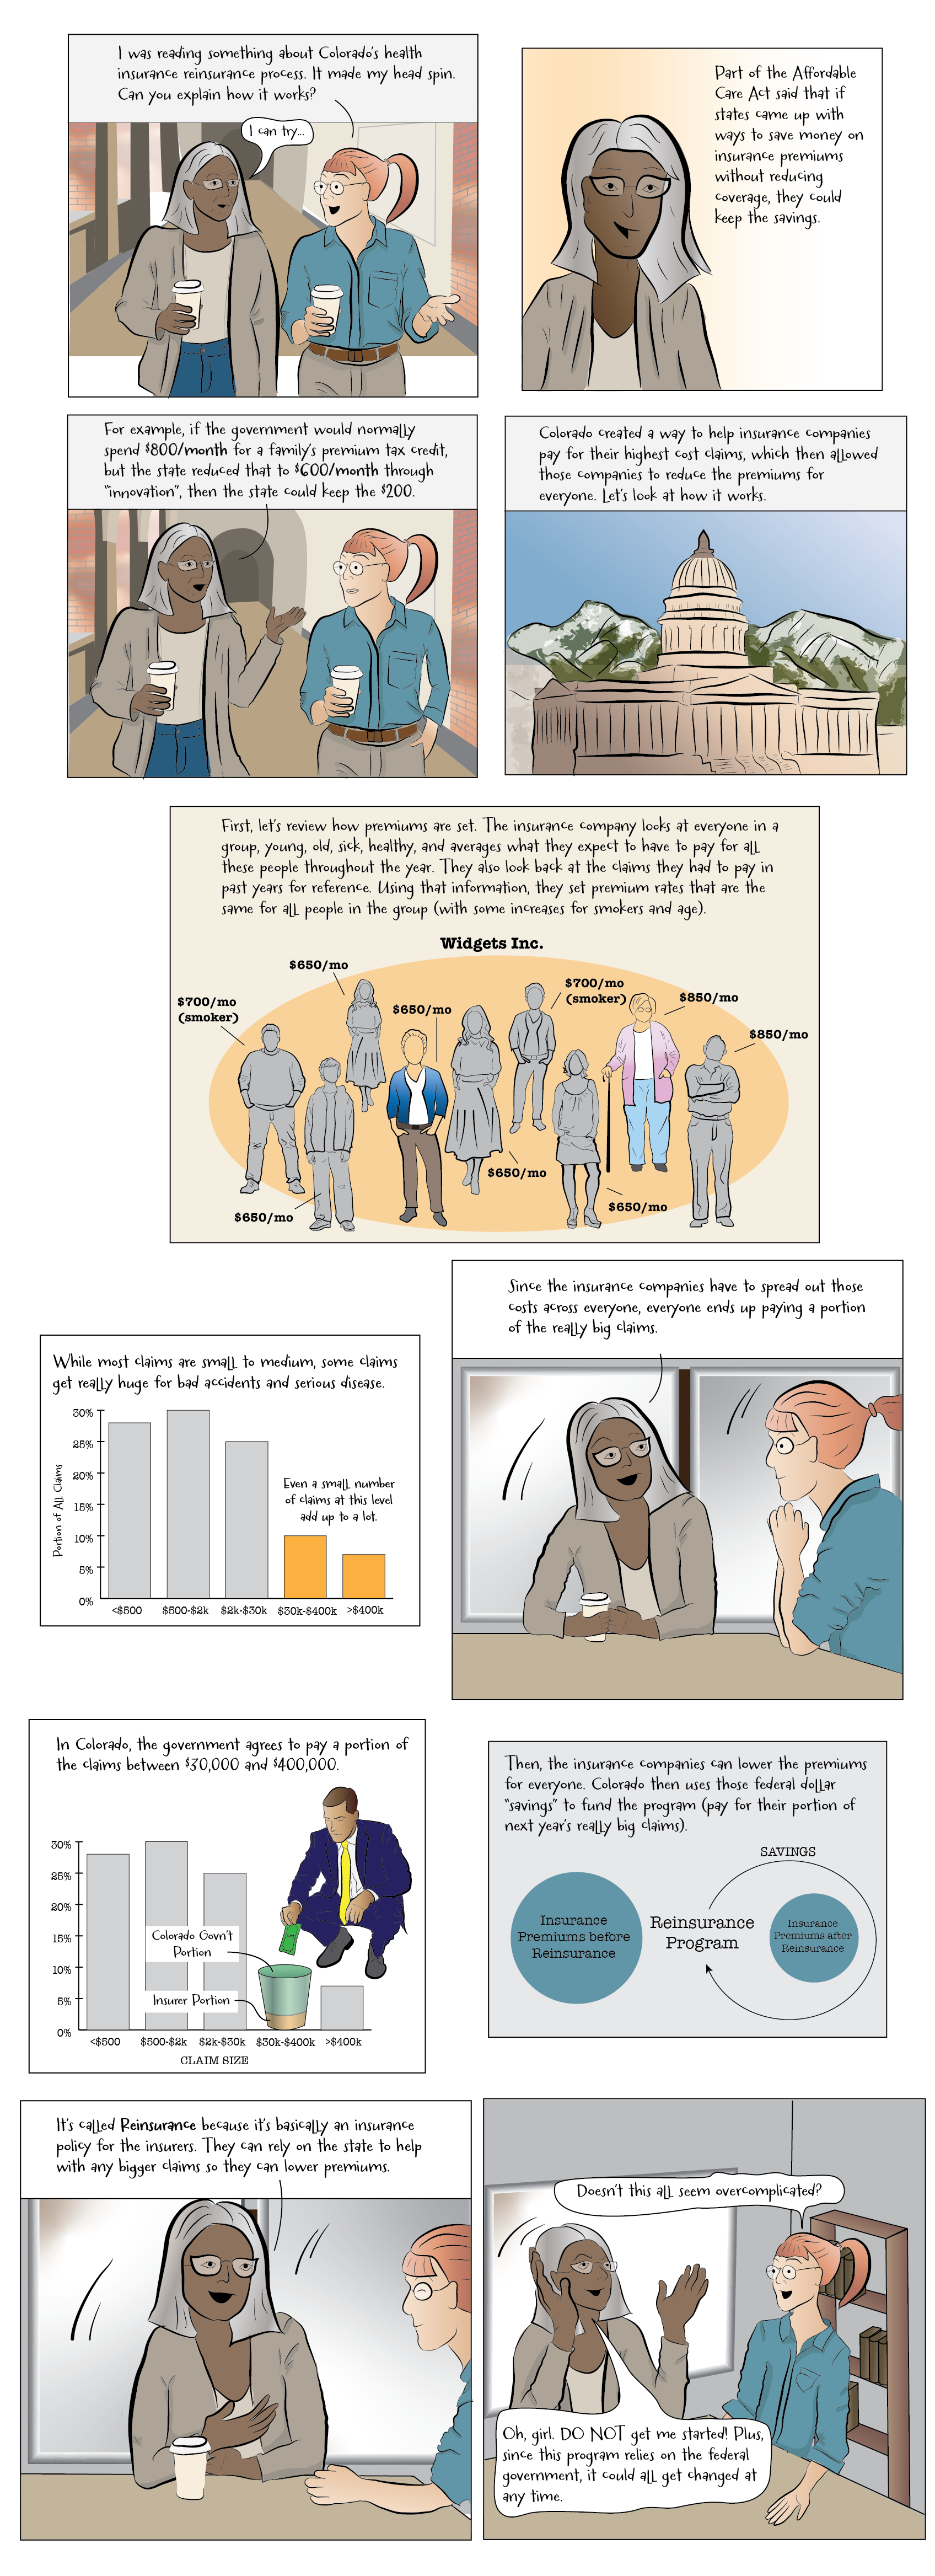 I was reading something about Colorado's health
insurance reinsurance process. It made my head spin.
Can you explain how it works?
I can try...
Part of the Affordable
Care Act said that if
states came up with
ways to save money on
insurance premiums
without reducing
coverage, they could
keep the savings.
For example, if the government would normally
spend $800/month for a family's premium tax credit,
but the state reduced that to $600/month through
"innovation", then the state could keep the $200.
Colorado created a way to help insurance companies
pay for their highest cost claims, which then allowed
those companies to reduce the premiums for
everyone. Let's look at how it works.
First, let's review how premiums are set. The insurance company looks at everyone in a
group, young, old, sick, healthy, and averages what they expect to have to pay for all
these people throughout the year. They also look back at the claims they had to pay in
past years for reference. Using that information, they set premium rates that are the
same for all people in the group (with some increases for smokers and age).
Widgets Inc.
$700/mo
(smoker)
$650/mo
$650/mo
$700/mo
(smoker)
$850/mo
$850/mo
$650/mo
$650/mo
$650/mo
While most claims are small to medium, some claims
get really huge for bad accidents and serious disease.
Portion of All Claims
30%
25%
20%
15%
10%
5%
0%
Even a small number
of claims at this level
add up to a lot.
<$500
$500-$2k
$2k-$30k
$30k-$400k
>$400k
Since the insurance companies have to spread out those
costs across everyone, everyone ends up paying a portion
of the really big claims.
In Colorado, the government agrees to pay a portion of
the claims between $30,000 and $400,000.
30%
25%
20%
15%
10%
5%
0%
Colorado Govn't
Portion
Insurer Portion
<$500
$500-$2k
$2k-$30k
$30k-$400k
>$400k
CLAIM SIZE
Then, the insurance companies can lower the premiums
for everyone. Colorado then uses those federal dollar
"savings" to fund the program (pay for their portion of
next year's really big claims).
SAVINGS
Insurance
Premiums before
Reinsurance
Reinsurance
Program
Insurance
Premiums after
Reinsurance
It's called Reinsurance because it's basically an insurance
policy for the insurers. They can rely on the state to help
with any bigger claims so they can lower premiums.
Doesn't this all seem overcomplicated?
Oh, girl. DO NOT get me started! Plus,
since this program relies on the federal
government, it could all get changed at
any time.